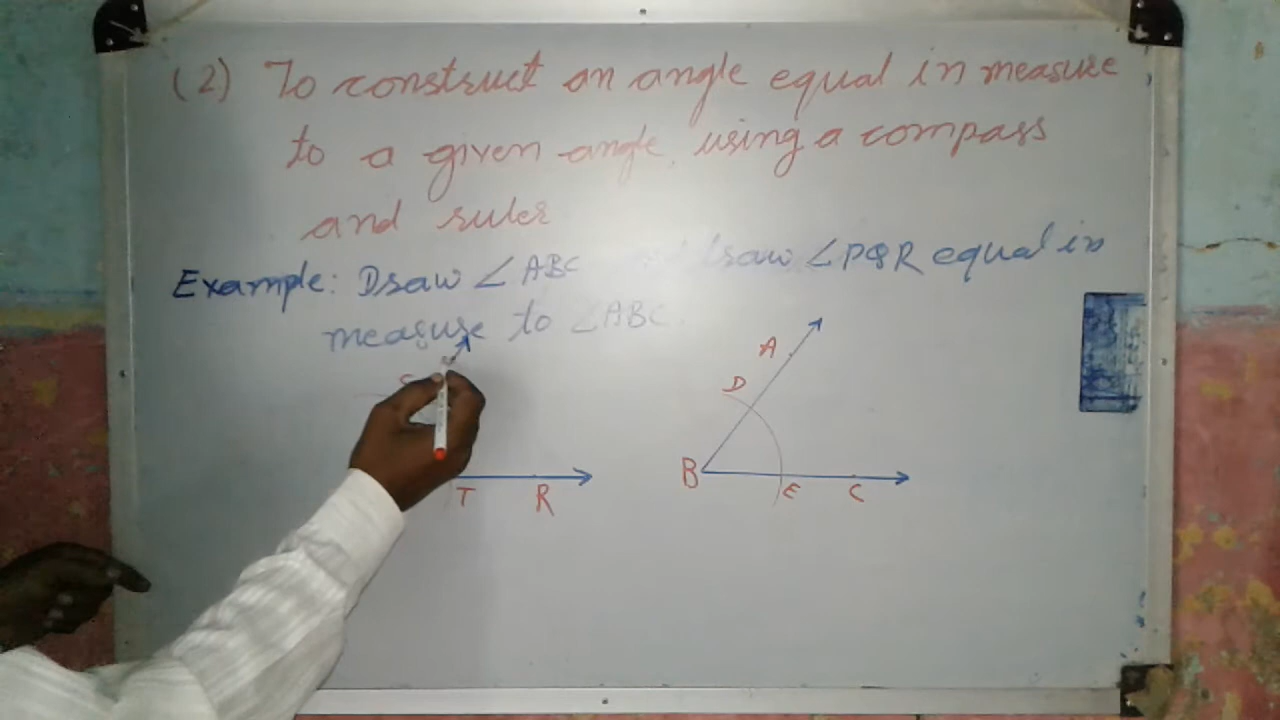 (2) To construct an angle equal in measure
to a given angle, using a compass
and ruler
Example: Draw ∠ABC draw ∠PQR equal in
measure to ∠ABC.
A
D
S
B
T R
E C